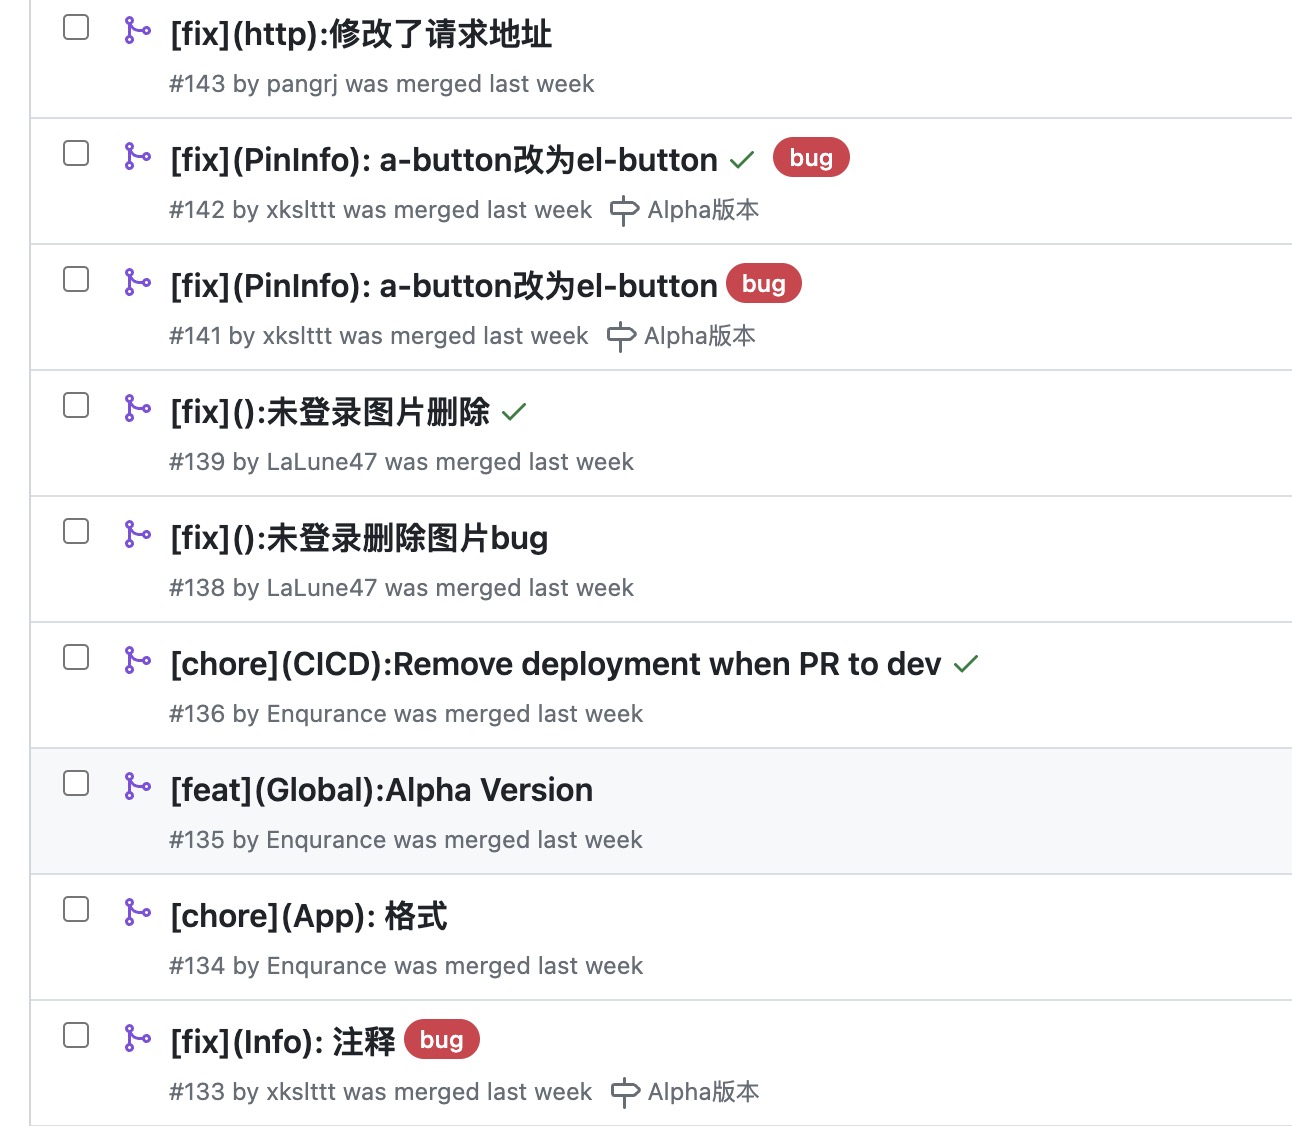 [fix](http):修改了请求地址
#143 by pangrj was merged last week
[fix](PinInfo): a-button改为el-button bug
#142 by xkslttt was merged last week Alpha版本
[fix](PinInfo): a-button改为el-button bug
#141 by xkslttt was merged last week Alpha版本
[fix]():未登录图片删除
#139 by LaLune47 was merged last week
[fix]():未登录删除图片bug
#138 by LaLune47 was merged last week
[chore](CICD):Remove deployment when PR to dev
#136 by Enqurance was merged last week
[feat](Global):Alpha Version
#135 by Enqurance was merged last week
[chore](App): 格式
#134 by Enqurance was merged last week
[fix](Info): 注释 bug
#133 by xkslttt was merged last week Alpha版本